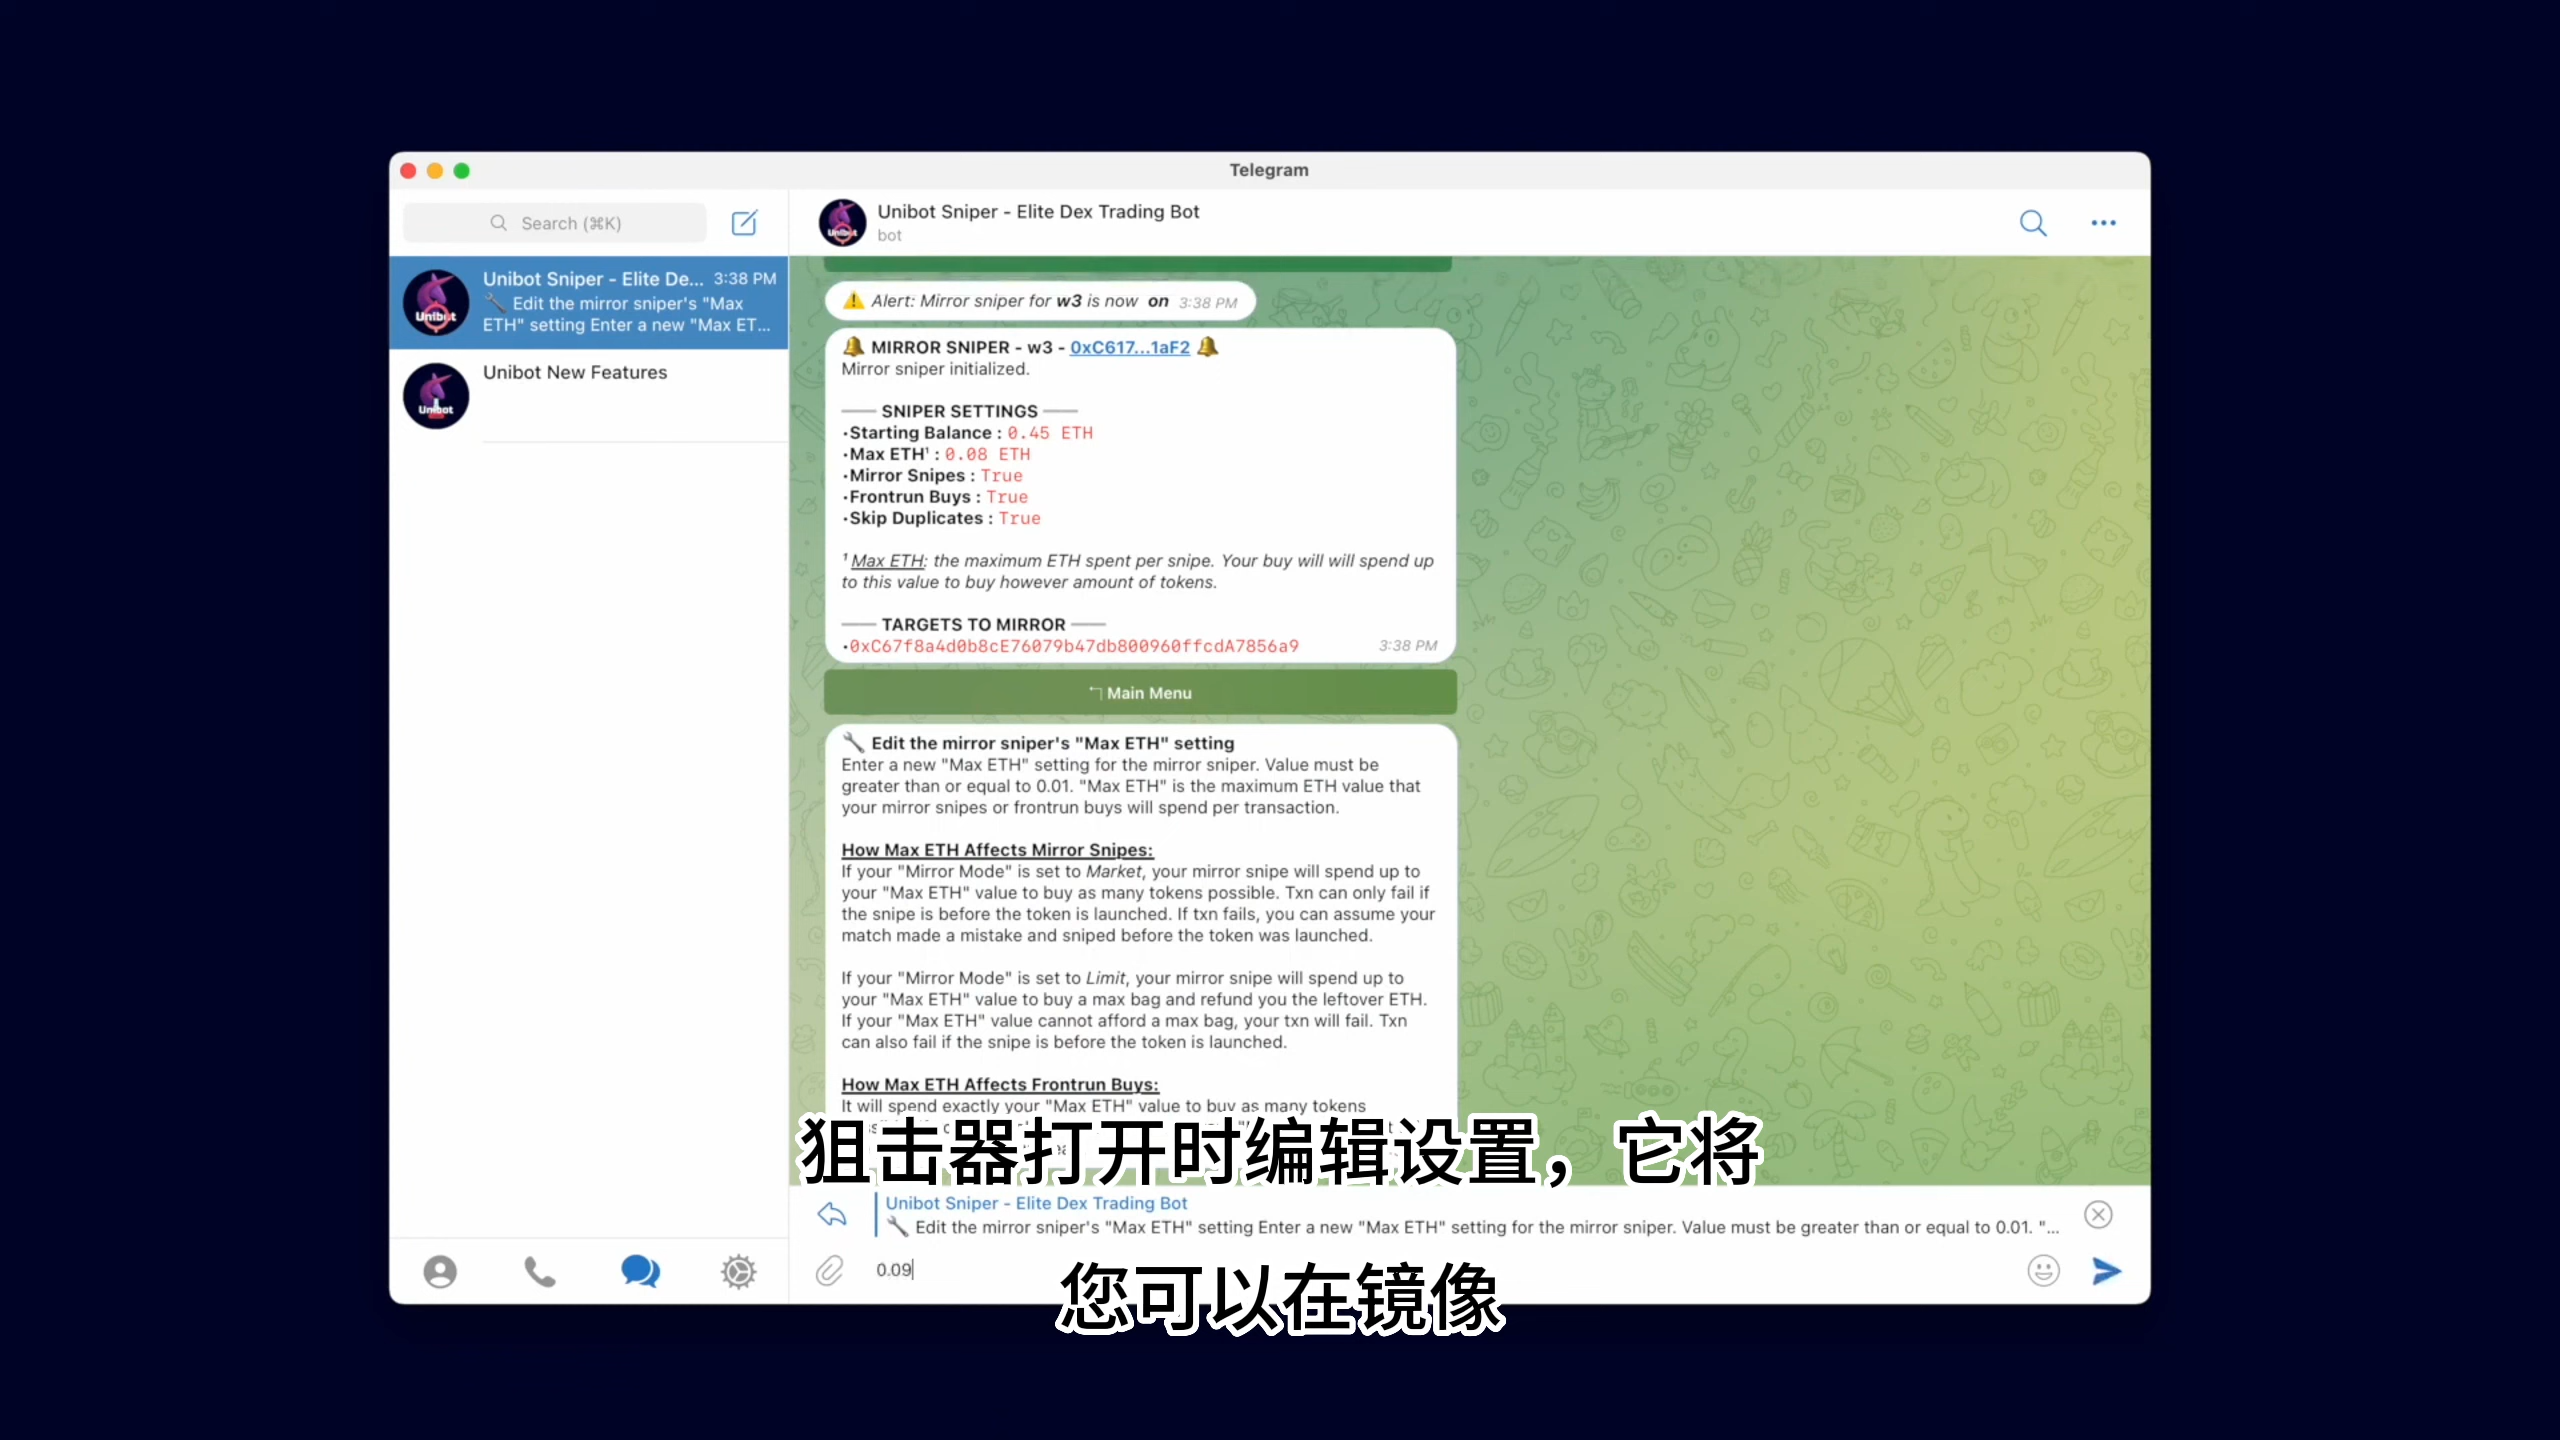 Telegram
Search (⌘K)
Unibot Sniper - Elite De... 3:38 PM
🔧 Edit the mirror sniper's "Max
ETH" setting Enter a new "Max ET...
Unibot New Features
Unibot Sniper - Elite Dex Trading Bot
bot
⚠️ Alert: Mirror sniper for w3 is now on 3:38 PM
🔔 MIRROR SNIPER - w3 - 0xC617...1aF2 🔔
Mirror sniper initialized.
—— SNIPER SETTINGS ——
·Starting Balance : 0.45 ETH
·Max ETH¹ : 0.08 ETH
·Mirror Snipes : True
·Frontrun Buys : True
·Skip Duplicates : True
¹ Max ETH: the maximum ETH spent per snipe. Your buy will will spend up
to this value to buy however amount of tokens.
—— TARGETS TO MIRROR ——
·0xC67f8a4d0b8cE76079b47db800960ffcdA7856a9 3:38 PM
Main Menu
🔧 Edit the mirror sniper's "Max ETH" setting
Enter a new "Max ETH" setting for the mirror sniper. Value must be
greater than or equal to 0.01. "Max ETH" is the maximum ETH value that
your mirror snipes or frontrun buys will spend per transaction.
How Max ETH Affects Mirror Snipes:
If your "Mirror Mode" is set to Market, your mirror snipe will spend up to
your "Max ETH" value to buy as many tokens possible. Txn can only fail if
the snipe is before the token is launched. If txn fails, you can assume your
match made a mistake and sniped before the token was launched.
If your "Mirror Mode" is set to Limit, your mirror snipe will spend up to
your "Max ETH" value to buy a max bag and refund you the leftover ETH.
If your "Max ETH" value cannot afford a max bag, your txn will fail. Txn
can also fail if the snipe is before the token is launched.
How Max ETH Affects Frontrun Buys:
It will spend exactly your "Max ETH" value to buy as many tokens
狙击器打开时编辑设置，它将
Unibot Sniper - Elite Dex Trading Bot
🔧 Edit the mirror sniper's "Max ETH" setting Enter a new "Max ETH" setting for the mirror sniper. Value must be greater than or equal to 0.01. "...
0.09
您可以在镜像